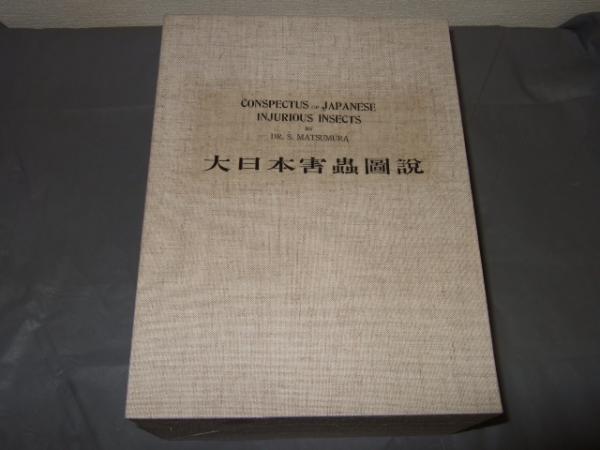 CONSPECTUS OF JAPANESE
INJURIOUS INSECTS
BY
DR. S. MATSUMURA
大日本害蟲圖說